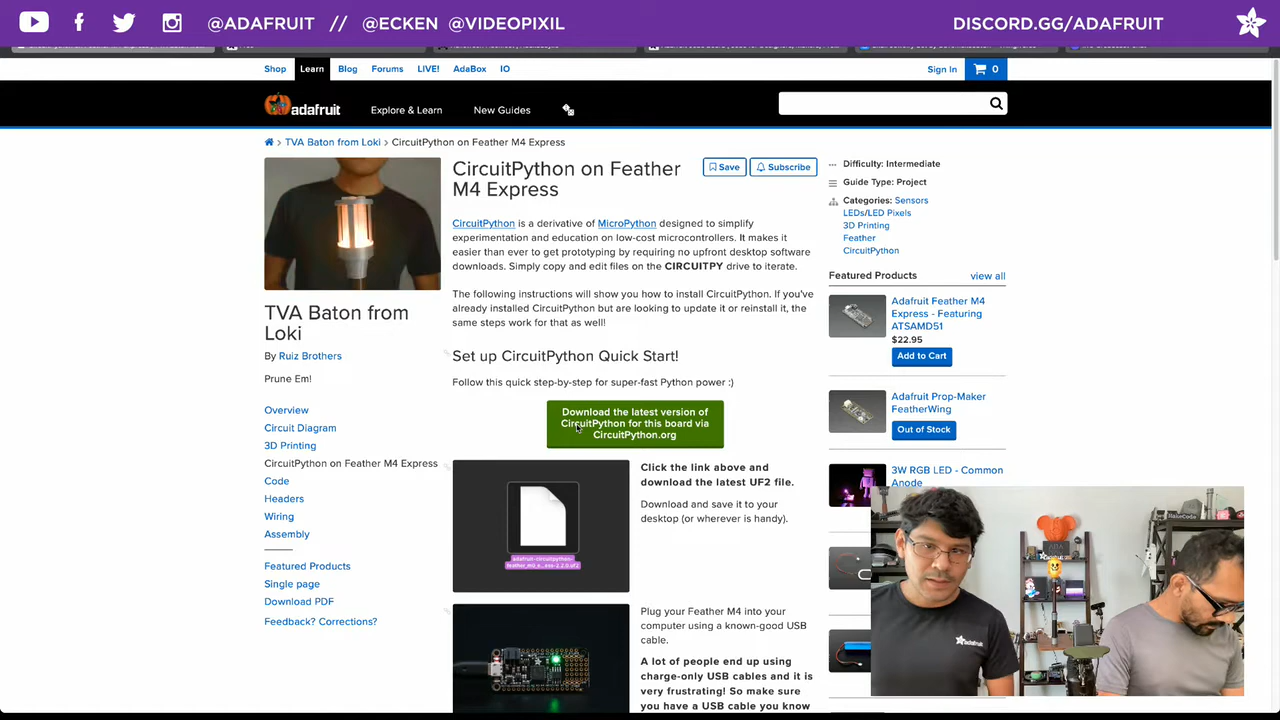 @ADAFRUIT // @ECKEN @VIDEOPIXIL
DISCORD.GG/ADAFRUIT
Shop Learn Blog Forums LIVE! AdaBox IO
Sign In 0
adafruit Explore & Learn New Guides
TVA Baton from Loki > CircuitPython on Feather M4 Express
TVA Baton from
Loki
By Ruiz Brothers
Prune Em!
Overview
Circuit Diagram
3D Printing
CircuitPython on Feather M4 Express
Code
Headers
Wiring
Assembly
Featured Products
Single page
Download PDF
Feedback? Corrections?
CircuitPython on Feather
M4 Express
Save
Subscribe
CircuitPython is a derivative of MicroPython designed to simplify
experimentation and education on low-cost microcontrollers. It makes it
easier than ever to get prototyping by requiring no upfront desktop software
downloads. Simply copy and edit files on the CIRCUITPY drive to iterate.
The following instructions will show you how to install CircuitPython. If you've
already installed CircuitPython but are looking to update it or reinstall it, the
same steps work for that as well!
Set up CircuitPython Quick Start!
Follow this quick step-by-step for super-fast Python power :)
Download the latest version of
CircuitPython for this board via
CircuitPython.org
adafruit-circuitpython-
Click the link above and
download the latest UF2 file.
Download and save it to your
desktop (or wherever is handy).
Plug your Feather M4 into your
computer using a known-good USB
cable.
A lot of people end up using
charge-only USB cables and it is
very frustrating! So make sure
you have a USB cable you know
Difficulty: Intermediate
Guide Type: Project
Categories: Sensors
LEDs/LED Pixels
3D Printing
Feather
CircuitPython
Featured Products view all
Adafruit Feather M4
Express - Featuring
ATSAMD51
$22.95
Add to Cart
Adafruit Prop-Maker
FeatherWing
Out of Stock
3W RGB LED - Common
Anode
adafruit